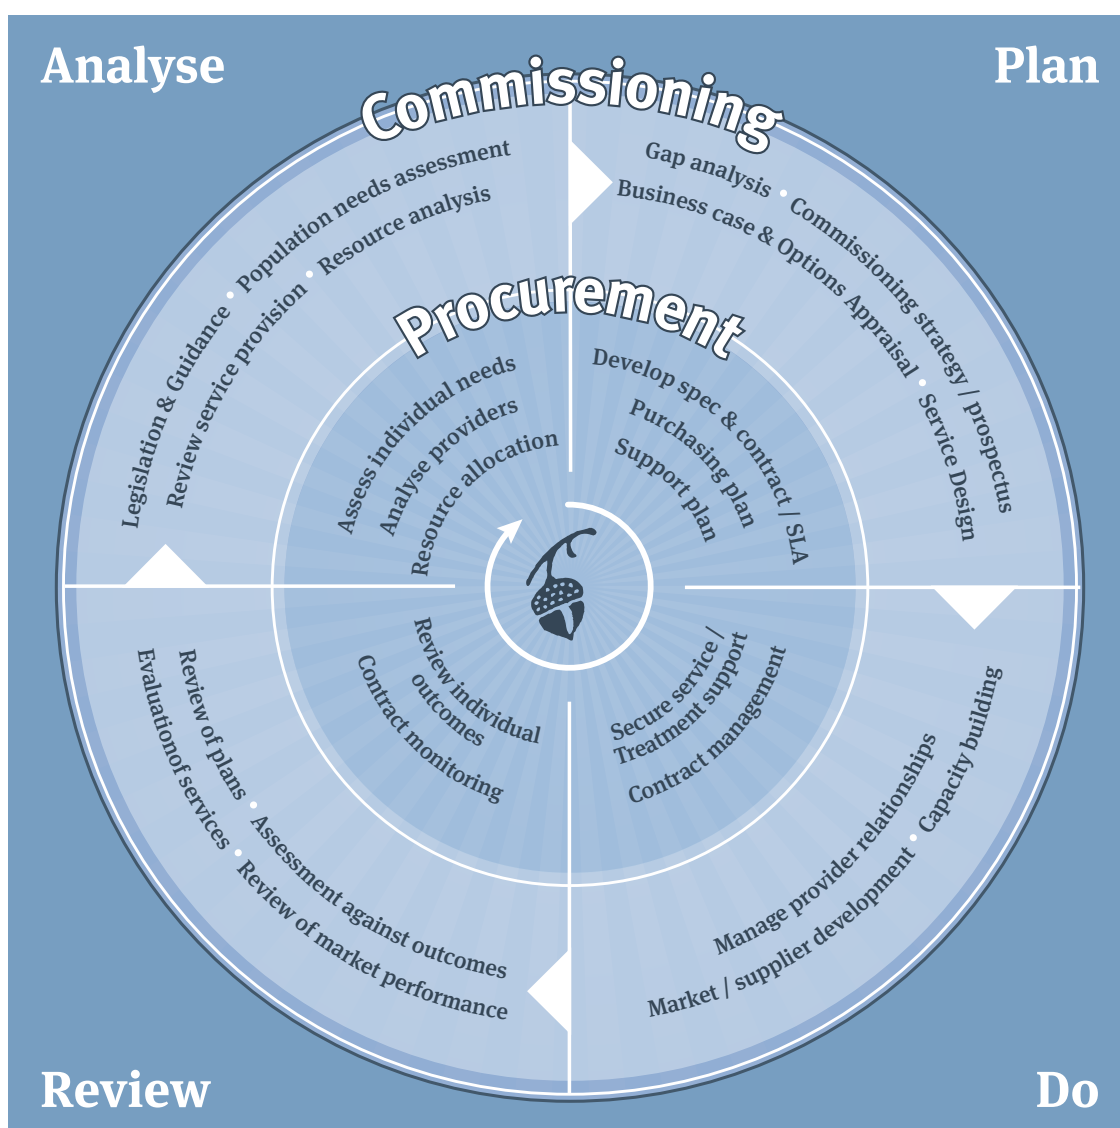 Analyse
Plan
Commissioning
Legislation & Guidance • Population needs assessment
Review service provision • Resource analysis
Gap analysis • Commissioning strategy / prospectus
Business case & Options Appraisal • Service Design
Procurement
Assess individual needs
Analyse providers
Resource allocation
Develop spec & contract / SLA
Purchasing plan
Support plan
Review individual
outcomes
Contract monitoring
Secure service /
Treatment support
Contract management
Review of plans • Assessment against outcomes
Evaluationof services • Review of market performance
Manage provider relationships
Market / supplier development • Capacity building
Review
Do